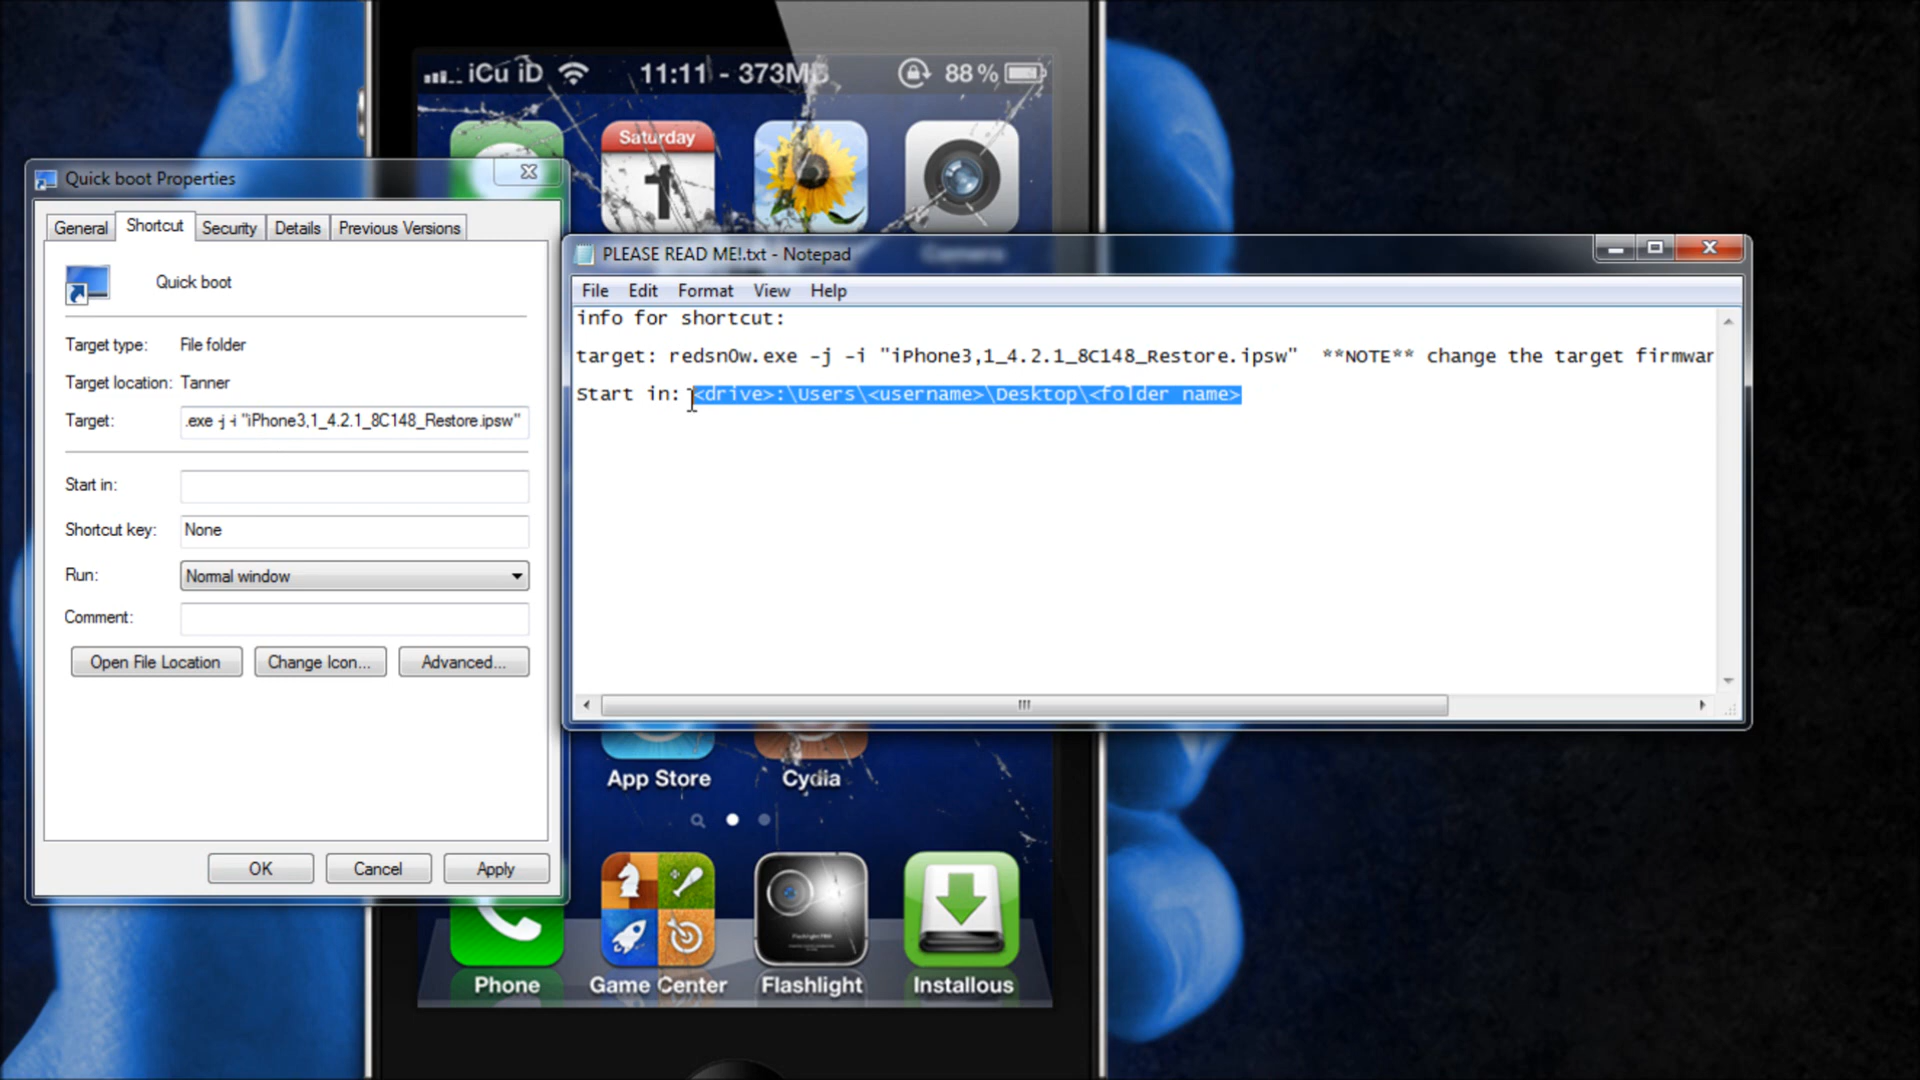 iCu iD 11:11 - 373MB 88%
Saturday
1
Camera
Quick boot Properties
General Shortcut Security Details Previous Versions
Quick boot
Target type: File folder
Target location: Tanner
Target: .exe -j -i "iPhone3,1_4.2.1_8C148_Restore.ipsw"
Start in:
Shortcut key: None
Run: Normal window
Comment:
Open File Location Change Icon... Advanced...
OK Cancel Apply
PLEASE READ ME!.txt - Notepad
File Edit Format View Help
info for shortcut:
target: redsn0w.exe -j -i "iPhone3,1_4.2.1_8C148_Restore.ipsw" **NOTE** change the target firmwar
Start in: <drive>:\Users\<username>\Desktop\<folder name>
App Store Cydia
Phone Game Center Flashlight Installous